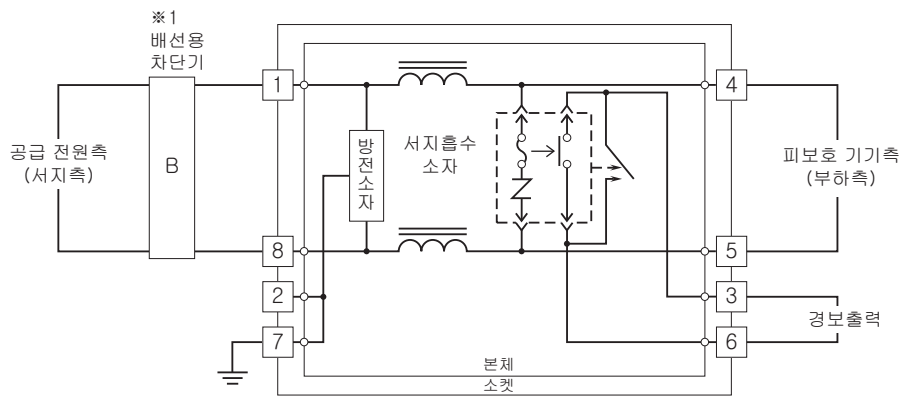 ※1
배선용
차단기
1
4
공급 전원측
(서지측)
B
방전소자
서지흡수
소자
피보호 기기측
(부하측)
8
5
2
3
경보출력
7
6
본체
소켓